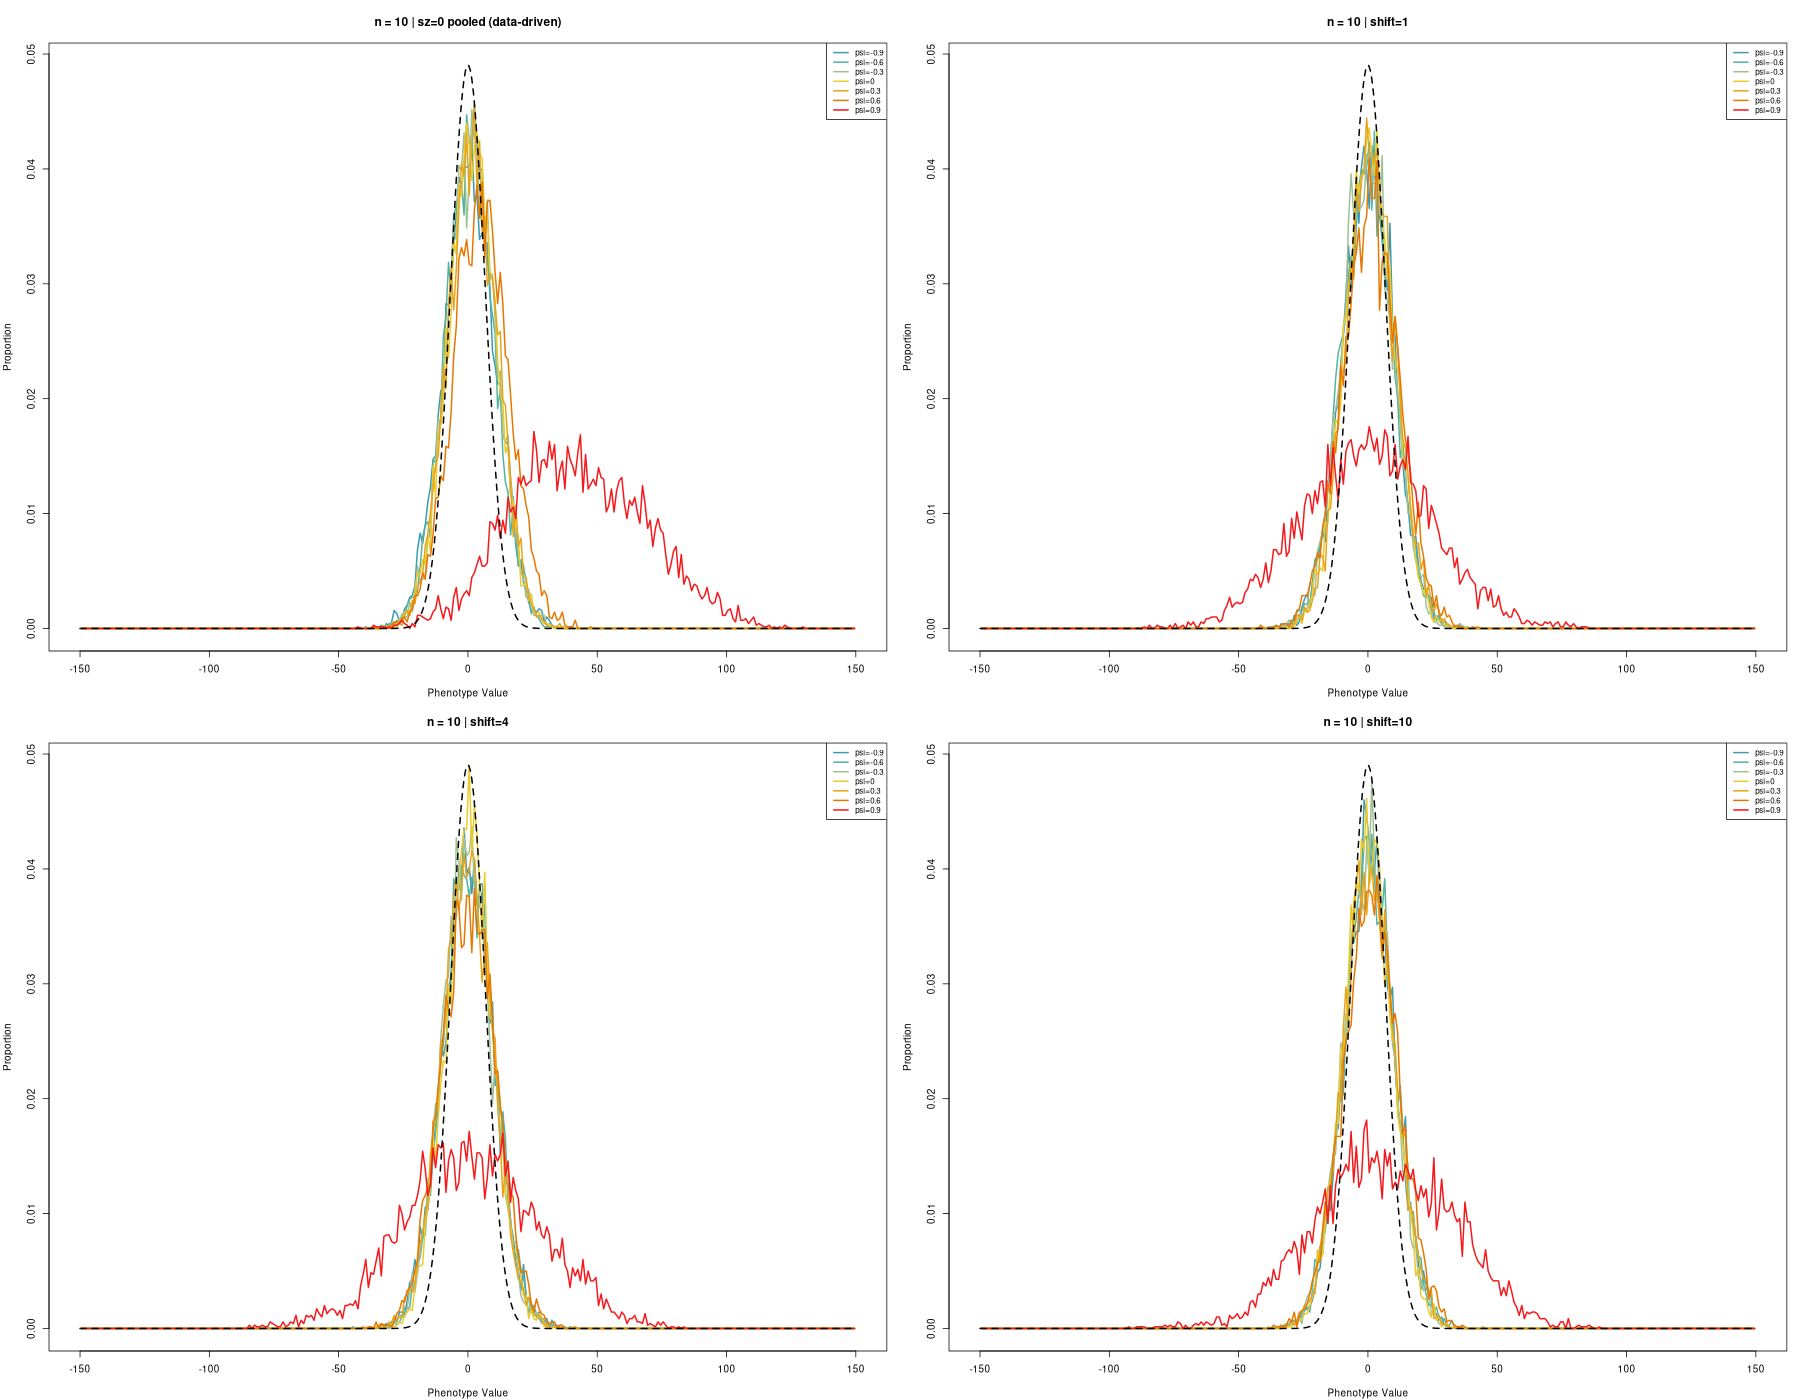 n = 10 | sz=0 pooled (data-driven)
psi=-0.9
psi=-0.6
psi=-0.3
psi=0
psi=0.3
psi=0.6
psi=0.9
Proportion
0.05
0.04
0.03
0.02
0.01
0.00
-150 -100 -50 0 50 100 150
Phenotype Value
n = 10 | shift=1
psi=-0.9
psi=-0.6
psi=-0.3
psi=0
psi=0.3
psi=0.6
psi=0.9
Proportion
0.05
0.04
0.03
0.02
0.01
0.00
-150 -100 -50 0 50 100 150
Phenotype Value
n = 10 | shift=4
psi=-0.9
psi=-0.6
psi=-0.3
psi=0
psi=0.3
psi=0.6
psi=0.9
Proportion
0.05
0.04
0.03
0.02
0.01
0.00
-150 -100 -50 0 50 100 150
Phenotype Value
n = 10 | shift=10
psi=-0.9
psi=-0.6
psi=-0.3
psi=0
psi=0.3
psi=0.6
psi=0.9
Proportion
0.05
0.04
0.03
0.02
0.01
0.00
-150 -100 -50 0 50 100 150
Phenotype Value